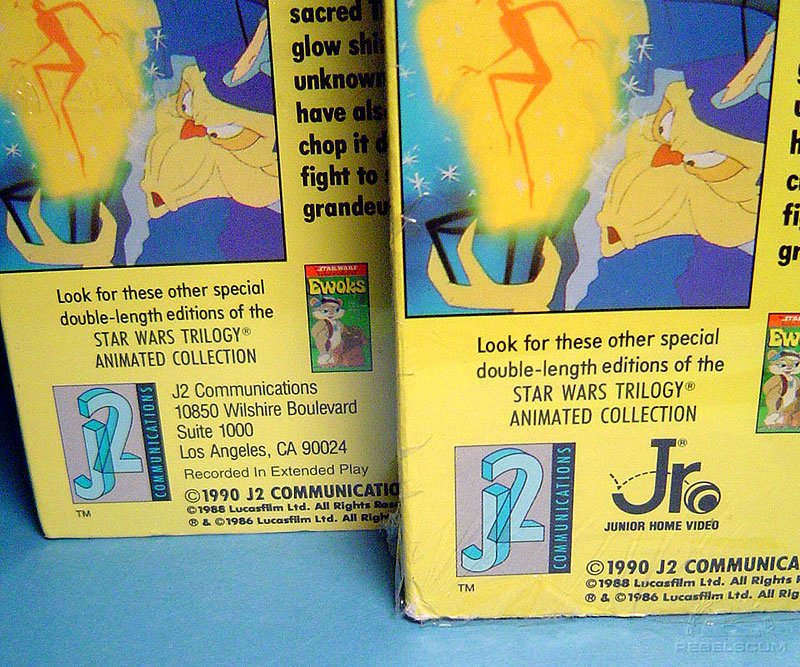 sacred
glow
unknown
have
chop it
fight to
STAR WARS
Ewoks
Look for these other special
double-length editions of the
STAR WARS TRILOGY®
ANIMATED COLLECTION
J2
COMMUNICATIONS
TM
J2 Communications
10850 Wilshire Boulevard
Suite 1000
Los Angeles, CA 90024
Recorded In Extended Play
©1990 J2 COMMUNICATIO
©1988 Lucasfilm Ltd. All Rights Res
® & ©1986 Lucasfilm Ltd. All Righ
Look for these other special
double-length editions of the
STAR WARS TRILOGY®
ANIMATED COLLECTION
J2
COMMUNICATIONS
TM
Jr®
JUNIOR HOME VIDEO
©1990 J2 COMMUNICA
©1988 Lucasfilm Ltd. All Rights
® & ©1986 Lucasfilm Ltd. All Rig
REBELSCUM